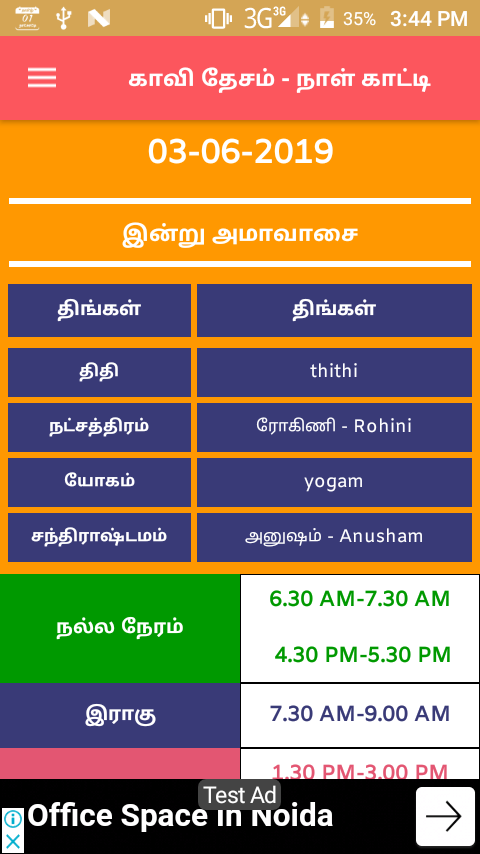 3G 3G 35% 3:44 PM
காவி தேசம் - நாள் காட்டி
03-06-2019
இன்று அமாவாசை
திங்கள் திங்கள்
திதி thithi
நட்சத்திரம் ரோகிணி - Rohini
யோகம் yogam
சந்திராஷ்டமம் அனுஷம் - Anusham
நல்ல நேரம் 6.30 AM-7.30 AM
4.30 PM-5.30 PM
இராகு 7.30 AM-9.00 AM
1.30 PM-3.00 PM
Test Ad
Office Space in Noida